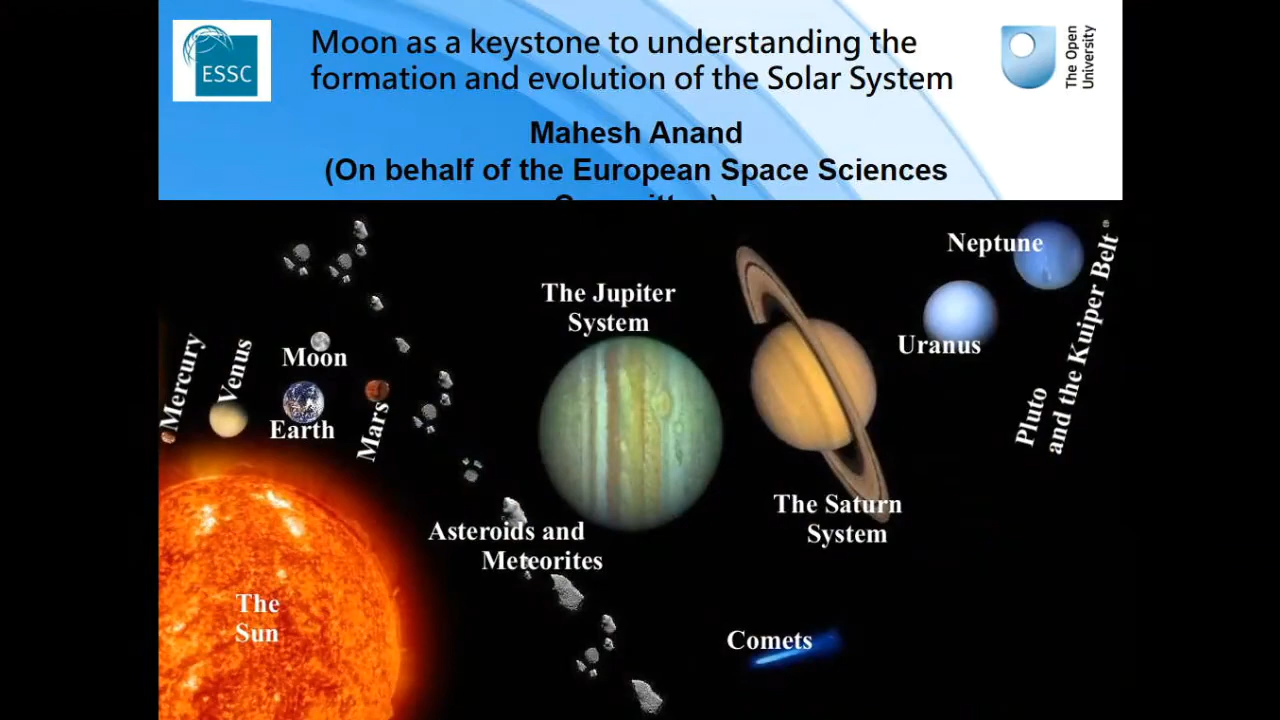 ESSC
Moon as a keystone to understanding the
formation and evolution of the Solar System
The Open
University
Mahesh Anand
(On behalf of the European Space Sciences
Neptune
Uranus
Pluto
and the Kuiper Belt
The Jupiter
System
Mercury
Venus
Moon
Earth
Mars
The Saturn
System
Asteroids and
Meteorites
The
Sun
Comets